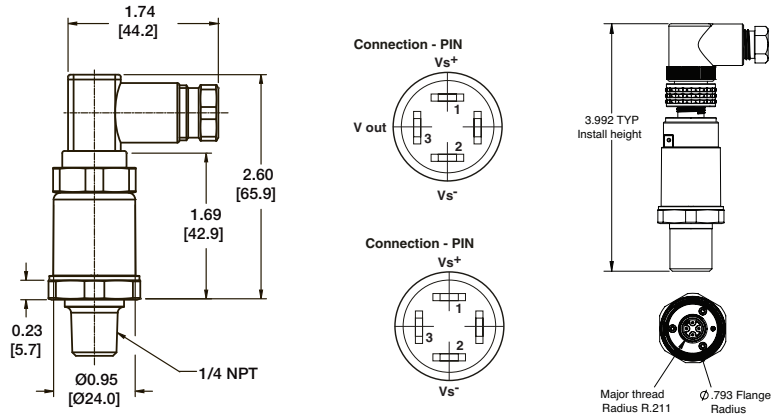 1.74
[44.2]
2.60
[65.9]
1.69
[42.9]
0.23
[5.7]
Ø0.95
[Ø24.0]
1/4 NPT
Connection - PIN
Vs+
1
V out
3
2
Vs-
Connection - PIN
Vs+
1
3
2
Vs-
3.992 TYP
Install height
Major thread
Radius R.211
Ø.793 Flange
Radius